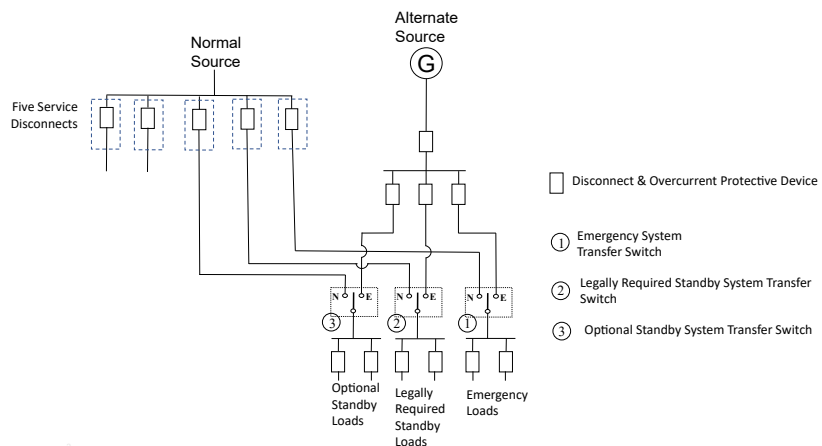 Alternate
Source
Normal
Source
G
Five Service
Disconnects
Disconnect & Overcurrent Protective Device
1
Emergency System
Transfer Switch
2
Legally Required Standby System Transfer
Switch
3
Optional Standby System Transfer Switch
N E
N E
N E
3
2
1
Optional
Standby
Loads
Legally
Required
Standby
Loads
Emergency
Loads